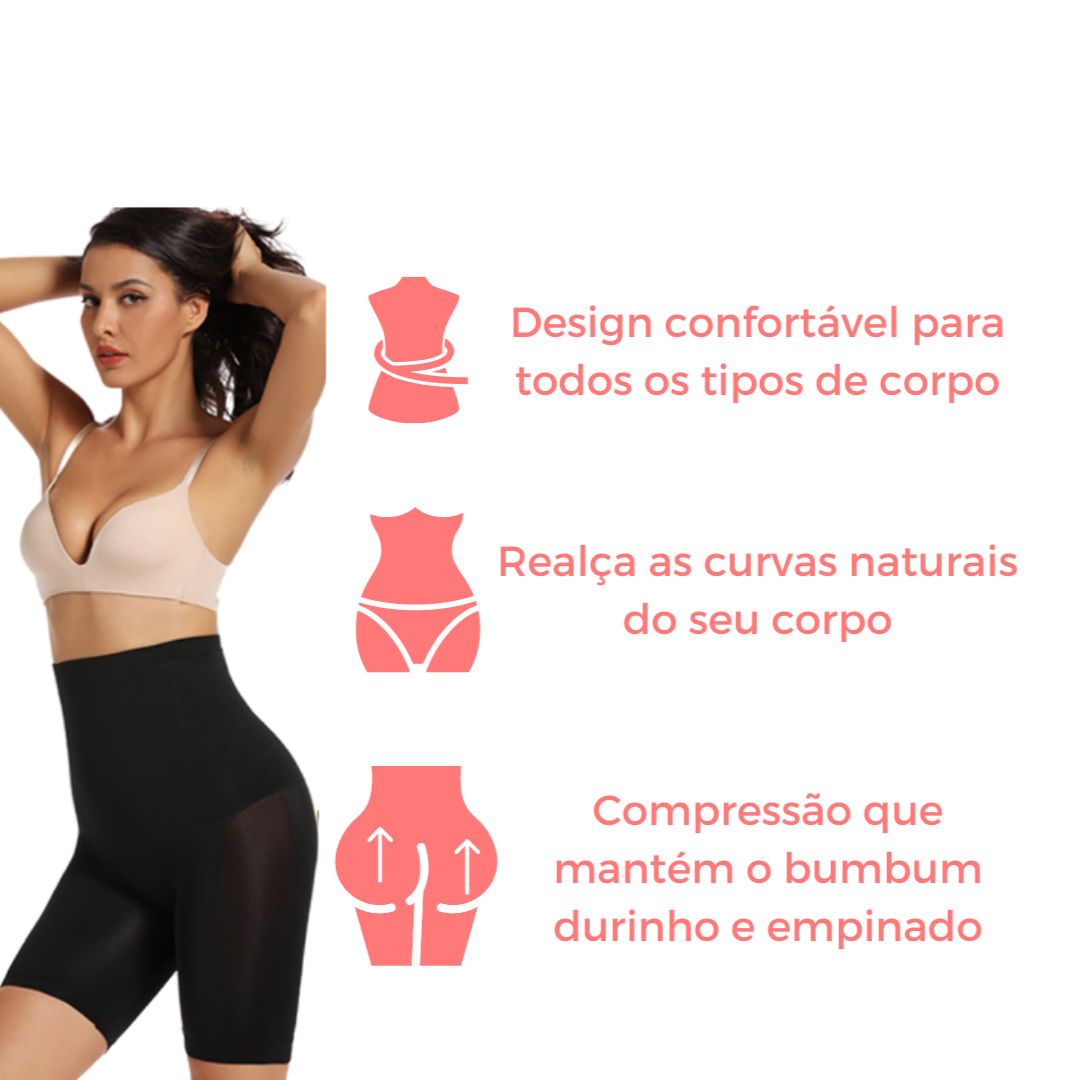 Design confortável para
todos os tipos de corpo
Realça as curvas naturais
do seu corpo
Compressão que
mantém o bumbum
durinho e empinado